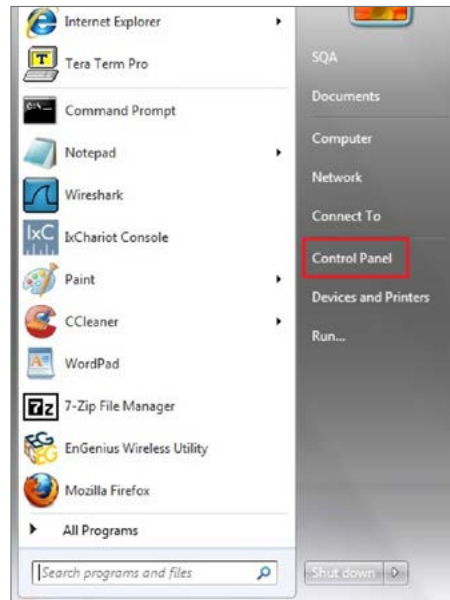 Internet Explorer
Tera Term Pro
Command Prompt
Notepad
Wireshark
IxC
IxChariot Console
Paint
CCleaner
WordPad
7z
7-Zip File Manager
EnGenius Wireless Utility
Mozilla Firefox
All Programs
Search programs and files
SQA
Documents
Computer
Network
Connect To
Control Panel
Devices and Printers
Run...
Shut down